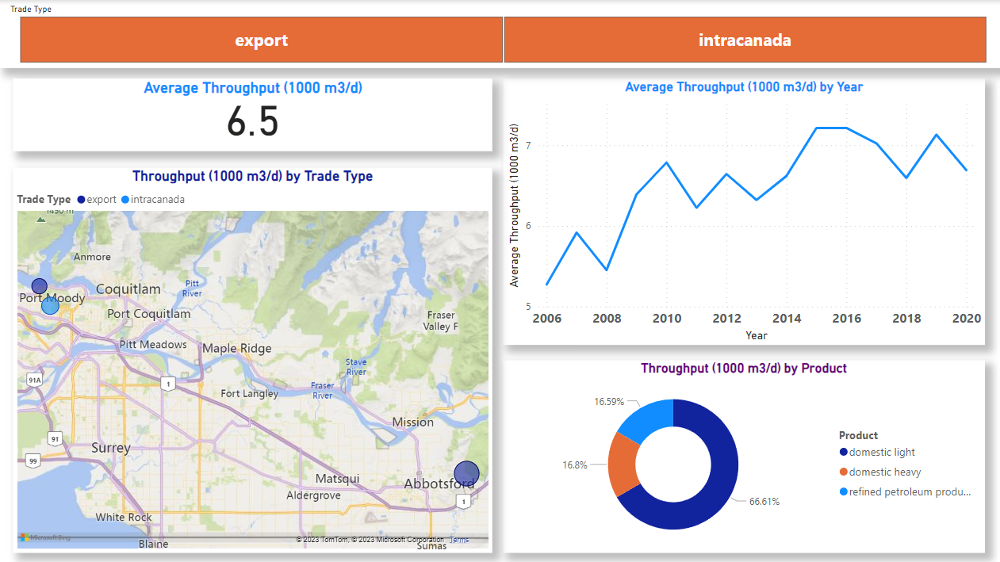 Trade Type
export
intracanada
Average Throughput (1000 m3/d)
6.5
Average Throughput (1000 m3/d) by Year
Average Throughput (1000 m3/d)
7
6
5
2006 2008 2010 2012 2014 2016 2018 2020
Year
Throughput (1000 m3/d) by Trade Type
Trade Type export intracanada
1450 m
Anmore
Port Moody
Coquitlam
Pitt
River
Port Coquitlam
Fraser
Valley F
Pitt Meadows
Maple Ridge
Stave
River
91A
1
Fort Langley
Fraser
River
Mission
91
Surrey
99
Matsqui
Abbotsford
Aldergrove
1
White Rock
Microsoft Bing
© 2023 TomTom, © 2023 Microsoft Corporation Terms
Blaine
Sumas
Throughput (1000 m3/d) by Product
16.59%
16.8%
66.61%
Product
domestic light
domestic heavy
refined petroleum produ...